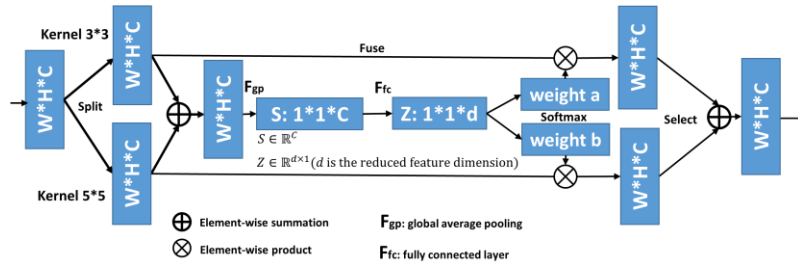 Kernel 3*3
W*H*C
W*H*C
Split
W*H*C
Kernel 5*5
W*H*C
Fgp
S: 1*1*C
Ffc
Z: 1*1*d
Fuse
weight a
Softmax
weight b
W*H*C
W*H*C
Select
W*H*C
S ∈ ℝ^C
Z ∈ ℝ^{d×1}(d is the reduced feature dimension)
Element-wise summation
Fgp: global average pooling
Element-wise product
Ffc: fully connected layer